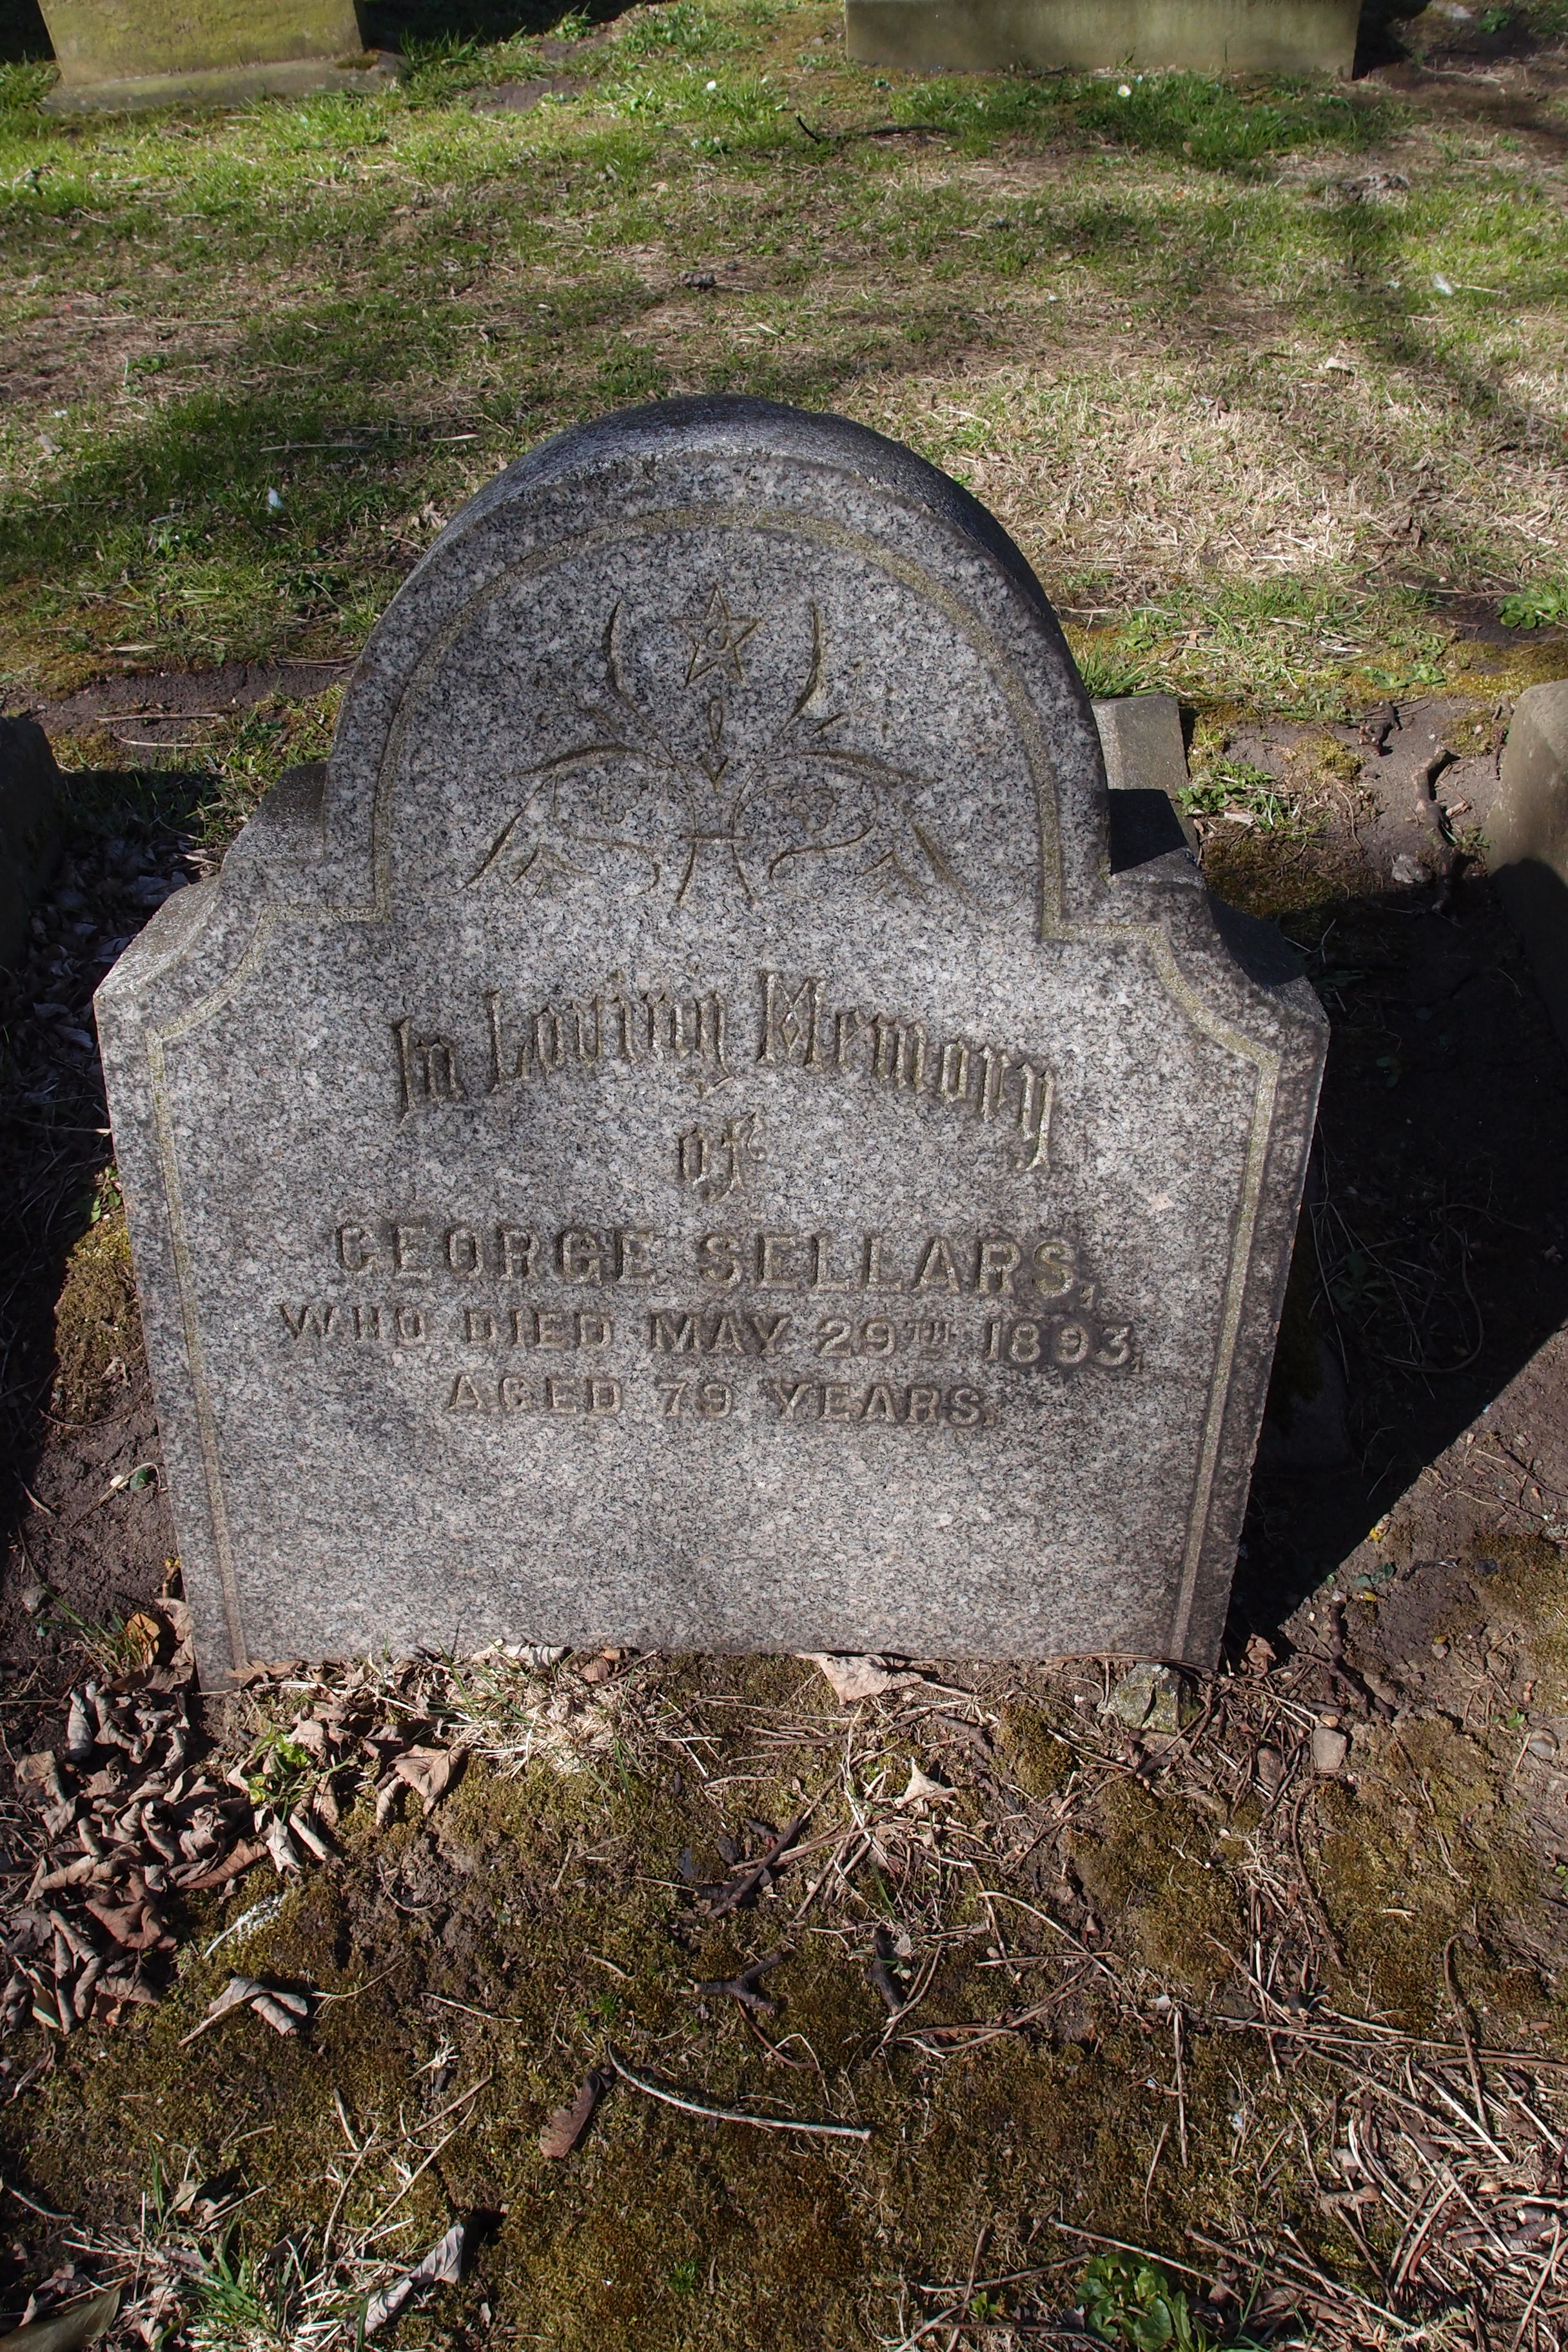 In Loving Memory
of
GEORGE SELLARS,
WHO DIED MAY 29TH 1893,
AGED 79 YEARS.